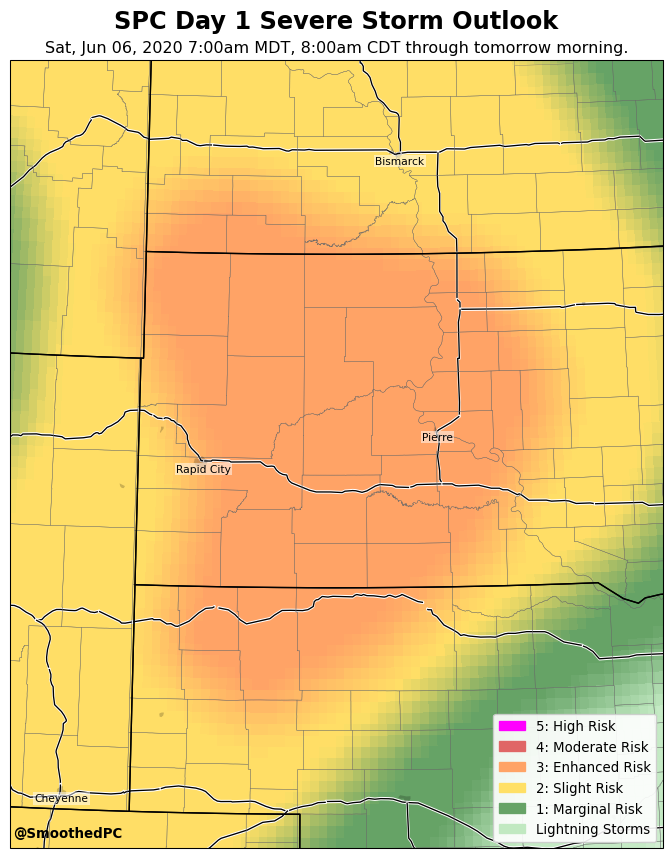 SPC Day 1 Severe Storm Outlook
Sat, Jun 06, 2020 7:00am MDT, 8:00am CDT through tomorrow morning.
Bismarck
Pierre
Rapid City
5: High Risk
4: Moderate Risk
3: Enhanced Risk
2: Slight Risk
1: Marginal Risk
Lightning Storms
Cheyenne
@SmoothedPC